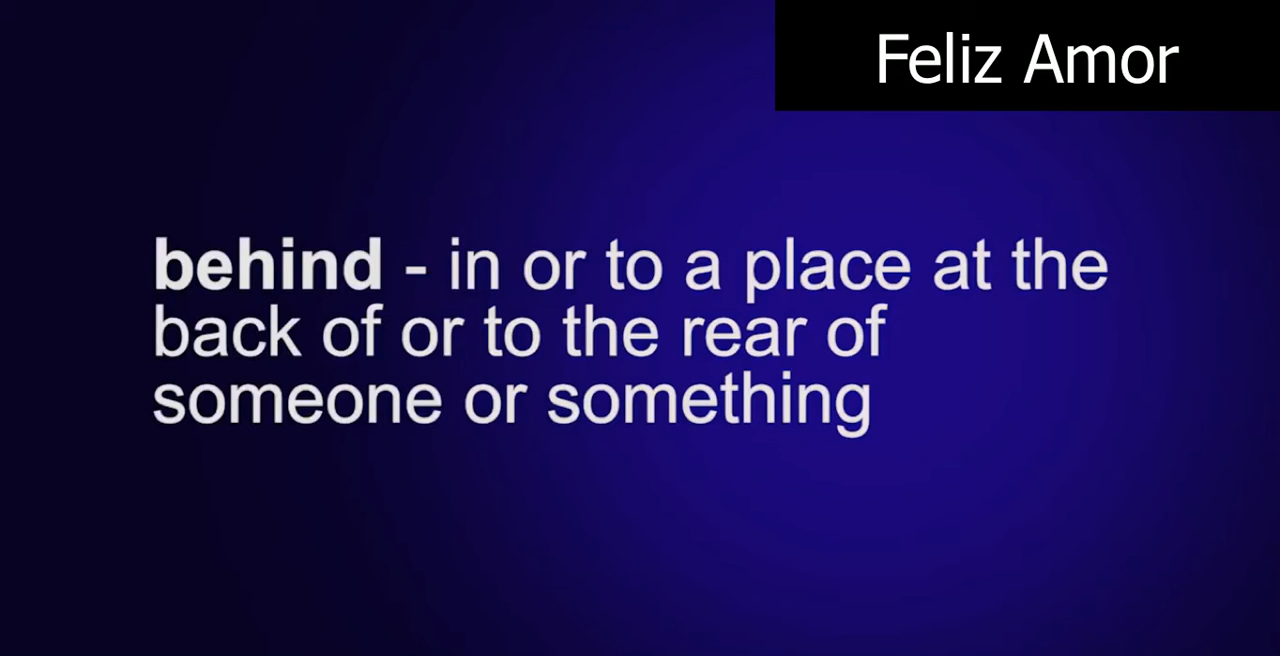 Feliz Amor
behind - in or to a place at the
back of or to the rear of
someone or something